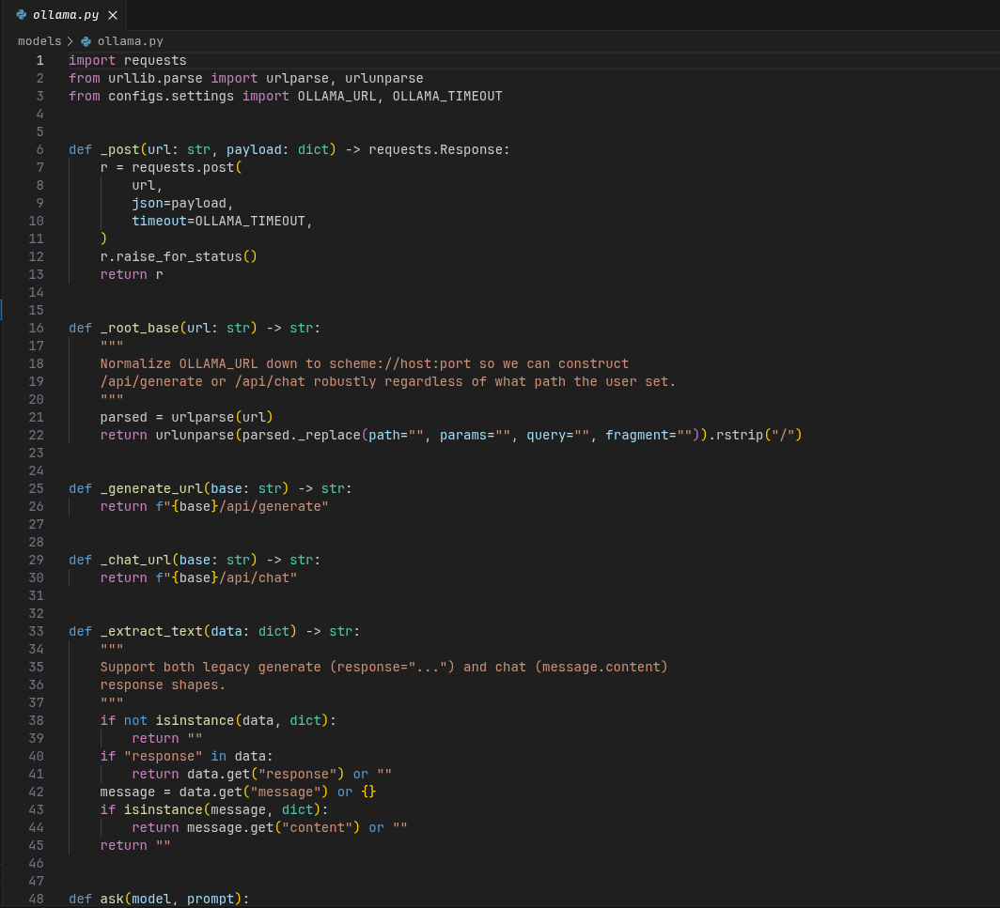 ollama.py
models > ollama.py
1 import requests
2 from urllib.parse import urlparse, urlunparse
3 from configs.settings import OLLAMA_URL, OLLAMA_TIMEOUT
4
5
6 def _post(url: str, payload: dict) -> requests.Response:
7     r = requests.post(
8         url,
9         json=payload,
10         timeout=OLLAMA_TIMEOUT,
11     )
12     r.raise_for_status()
13     return r
14
15
16 def _root_base(url: str) -> str:
17     """
18     Normalize OLLAMA_URL down to scheme://host:port so we can construct
19     /api/generate or /api/chat robustly regardless of what path the user set.
20     """
21     parsed = urlparse(url)
22     return urlunparse(parsed._replace(path="", params="", query="", fragment="")).rstrip("/")
23
24
25 def _generate_url(base: str) -> str:
26     return f"{base}/api/generate"
27
28
29 def _chat_url(base: str) -> str:
30     return f"{base}/api/chat"
31
32
33 def _extract_text(data: dict) -> str:
34     """
35     Support both legacy generate (response="...") and chat (message.content)
36     response shapes.
37     """
38     if not isinstance(data, dict):
39         return ""
40     if "response" in data:
41         return data.get("response") or ""
42     message = data.get("message") or {}
43     if isinstance(message, dict):
44         return message.get("content") or ""
45     return ""
46
47
48 def ask(model, prompt):